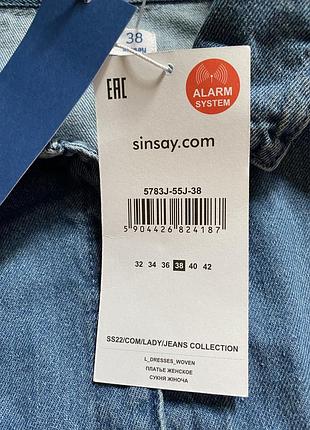 38
EAC
ALARM
SYSTEM
sinsay.com
5783J-55J-38
5 904426 824187
32 34 36 38 40 42
SS22/COM/LADY/JEANS COLLECTION
L_DRESSES_WOVEN
ПЛАТЬЕ ЖЕНСКОЕ
СУКНЯ ЖІНОЧА